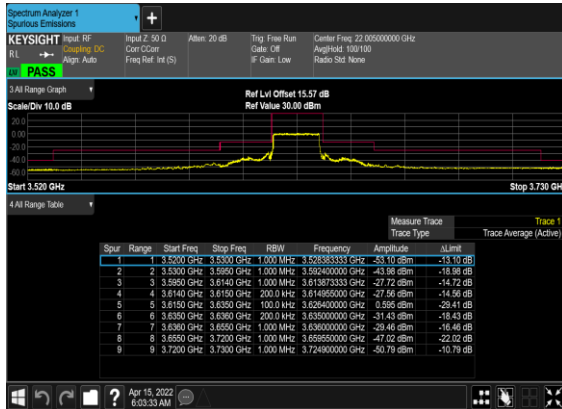 Spectrum Analyzer 1
Spurious Emissions
KEYSIGHT Input: RF Input Z: 50 Ω Atten: 20 dB Trig: Free Run Center Freq: 22.005000000 GHz
RL Coupling: DC Corr CCorr Gate: Off Avg|Hold: 100/100
Align: Auto Freq Ref: Int (S) IF Gain: Low Radio Std: None
PASS
3 All Range Graph Ref Lvl Offset 15.57 dB
Scale/Div 10.0 dB Ref Value 30.00 dBm
20.0
0.00
-20.0
-40.0
-60.0
Start 3.520 GHz Stop 3.730 GH
4 All Range Table
Measure Trace Trace 1
Trace Type Trace Average (Active)
Spur Range Start Freq Stop Freq RBW Frequency Amplitude ΔLimit
1 1 3.5200 GHz 3.5300 GHz 1.000 MHz 3.528383333 GHz -53.10 dBm -13.10 dB
2 2 3.5300 GHz 3.5950 GHz 1.000 MHz 3.592400000 GHz -43.98 dBm -18.98 dB
3 3 3.5950 GHz 3.6140 GHz 1.000 MHz 3.613873333 GHz -27.72 dBm -14.72 dB
4 4 3.6140 GHz 3.6150 GHz 200.0 kHz 3.614955000 GHz -27.56 dBm -14.56 dB
5 5 3.6150 GHz 3.6350 GHz 100.0 kHz 3.626400000 GHz 0.595 dBm -29.41 dB
6 6 3.6350 GHz 3.6360 GHz 200.0 kHz 3.635000000 GHz -31.43 dBm -18.43 dB
7 7 3.6360 GHz 3.6550 GHz 1.000 MHz 3.636000000 GHz -29.46 dBm -16.46 dB
8 8 3.6550 GHz 3.7200 GHz 1.000 MHz 3.659550000 GHz -47.02 dBm -22.02 dB
9 9 3.7200 GHz 3.7300 GHz 1.000 MHz 3.724900000 GHz -50.79 dBm -10.79 dB
? Apr 15, 2022
6:03:33 AM